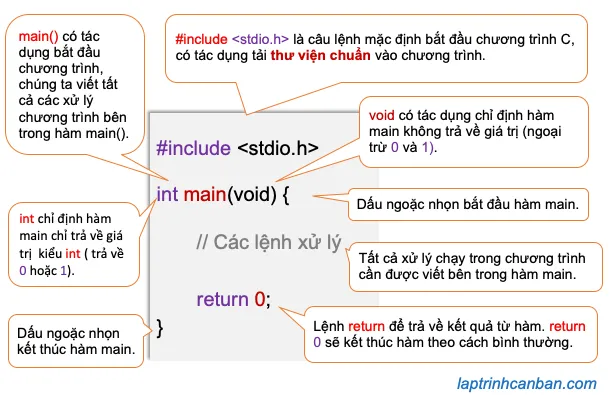 main() có tác
dụng bắt đầu
chương trình,
chúng ta viết tất
cả các xử lý
chương trình bên
trong hàm main().
#include <stdio.h> là câu lệnh mặc định bắt đầu chương trình C,
có tác dụng tải thư viện chuẩn vào chương trình.
void có tác dụng chỉ định hàm
main không trả về giá trị (ngoại
trừ 0 và 1).
#include <stdio.h>
int main(void) {
Dấu ngoặc nhọn bắt đầu hàm main.
int chỉ định hàm
main chỉ trả về giá
trị kiểu int ( trả về
0 hoặc 1).
// Các lệnh xử lý
Tất cả xử lý chạy trong chương trình
cần được viết bên trong hàm main.
return 0;
Lệnh return để trả về kết quả từ hàm. return
0 sẽ kết thúc hàm theo cách bình thường.
}
Dấu ngoặc nhọn
kết thúc hàm main.
laptrinhcanban.com